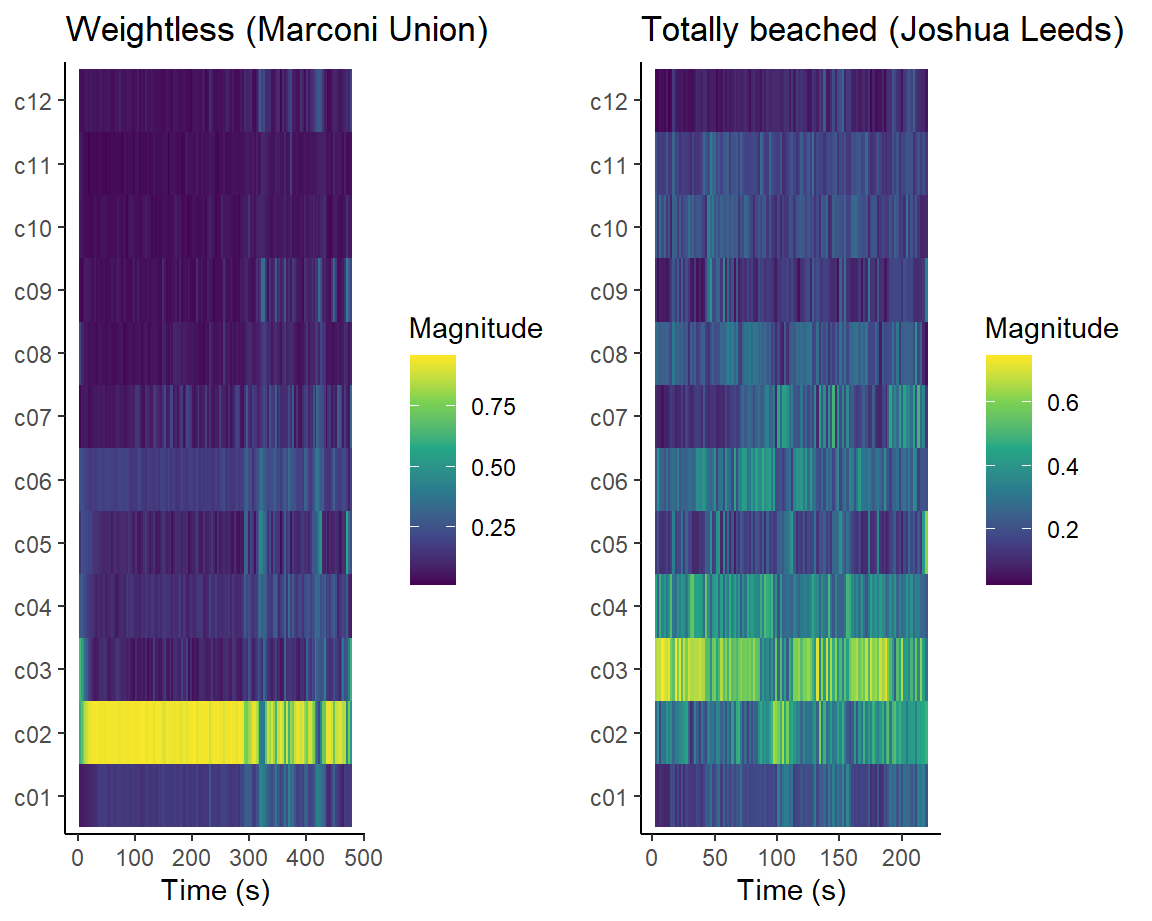 Weightless (Marconi Union)
c12
c11
c10
c09
c08
c07
c06
c05
c04
c03
c02
c01
0 100 200 300 400 500
Time (s)
Magnitude
0.75
0.50
0.25
Totally beached (Joshua Leeds)
c12
c11
c10
c09
c08
c07
c06
c05
c04
c03
c02
c01
0 50 100 150 200
Time (s)
Magnitude
0.6
0.4
0.2